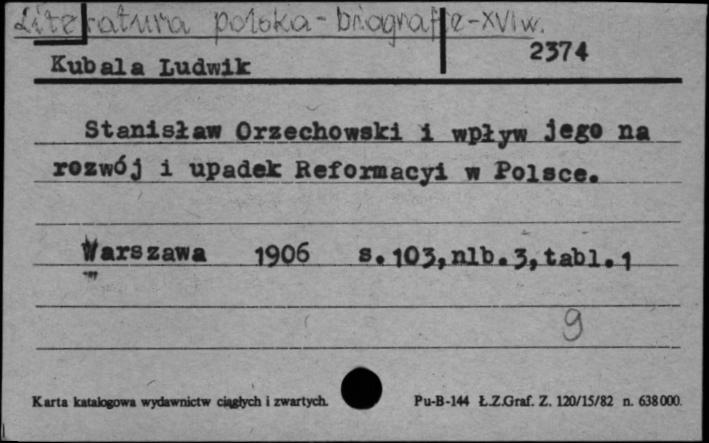 Literatura polska - biografie - XVI w.
2374
Kubala Ludwik
Stanisław Orzechowski i wpływ jego na
rozwój i upadek Reformacyi w Polsce.
Warszawa 1906 s.103,nlb.3,tabl.1
9
Karta katalogowa wydawnictw ciągłych i zwartych. Pu-B-144 Ł.Z.Graf. Z. 120/15/82 n. 638000.